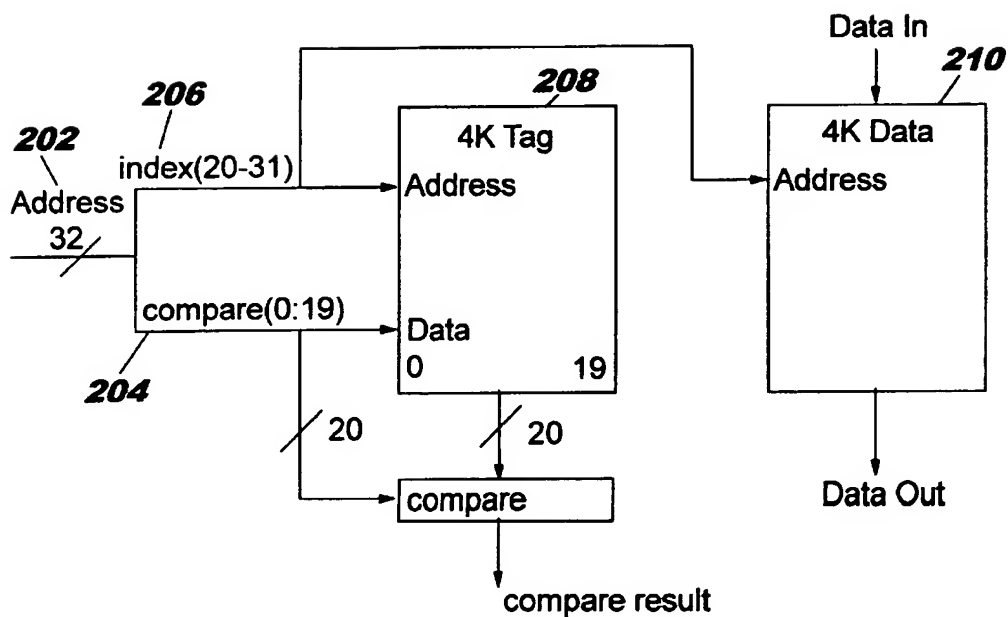 Data In
208
210
206
4K Tag
4K Data
202
index(20-31)
Address
Address
Address
32
compare(0:19)
Data
0 19
204
20
20
compare
Data Out
compare result